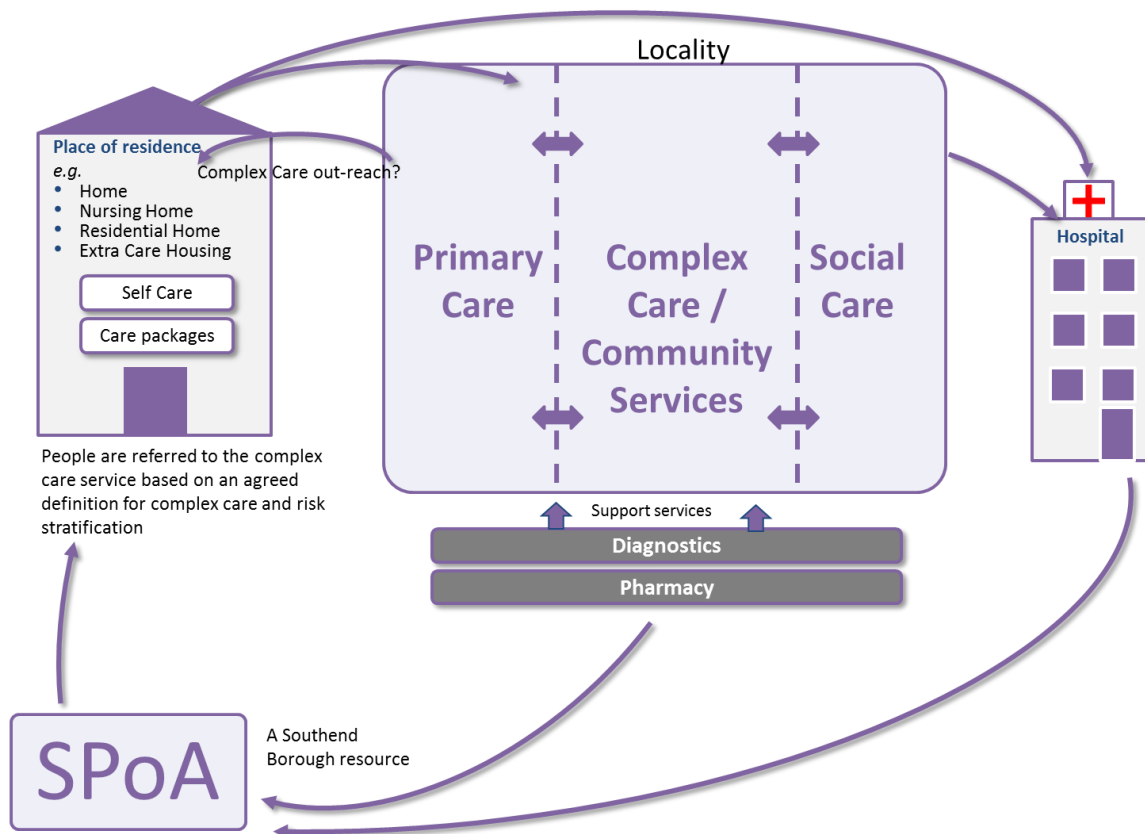 Locality
Place of residence
e.g.
• Home
• Nursing Home
• Residential Home
• Extra Care Housing
Self Care
Care packages
Complex Care out-reach?
Primary
Care
Complex
Care /
Community
Services
Social
Care
Hospital
People are referred to the complex
care service based on an agreed
definition for complex care and risk
stratification
Support services
Diagnostics
Pharmacy
SPoA
A Southend
Borough resource